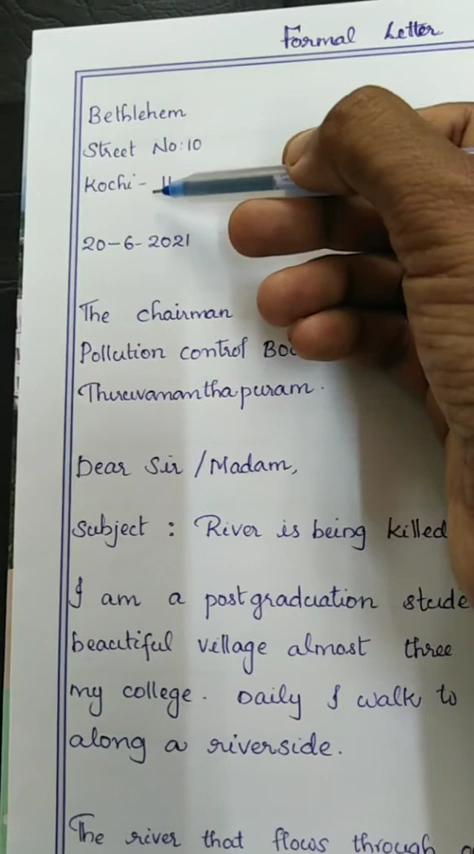 Formal Letter
Bethlehem
Street No:10
Kochi - 11
20-6-2021
The chairman
Pollution control
Thiruvananthapuram.
Dear Sir/Madam,
Subject : River is being killed
I am a postgraduation
beautiful village almost three
my college. Daily I walk to
along a riverside.
The river that flows through